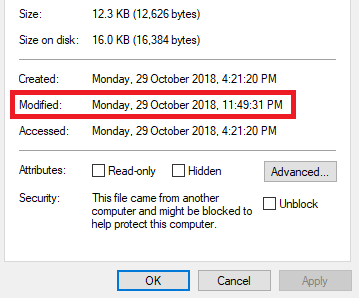 Size: 12.3 KB (12,626 bytes)
Size on disk: 16.0 KB (16,384 bytes)
Created: Monday, 29 October 2018, 4:21:20 PM
Modified: Monday, 29 October 2018, 11:49:31 PM
Accessed: Monday, 29 October 2018, 4:21:20 PM
Attributes: Read-only Hidden Advanced...
Security: This file came from another
computer and might be blocked to
help protect this computer.
Unblock
OK Cancel Apply